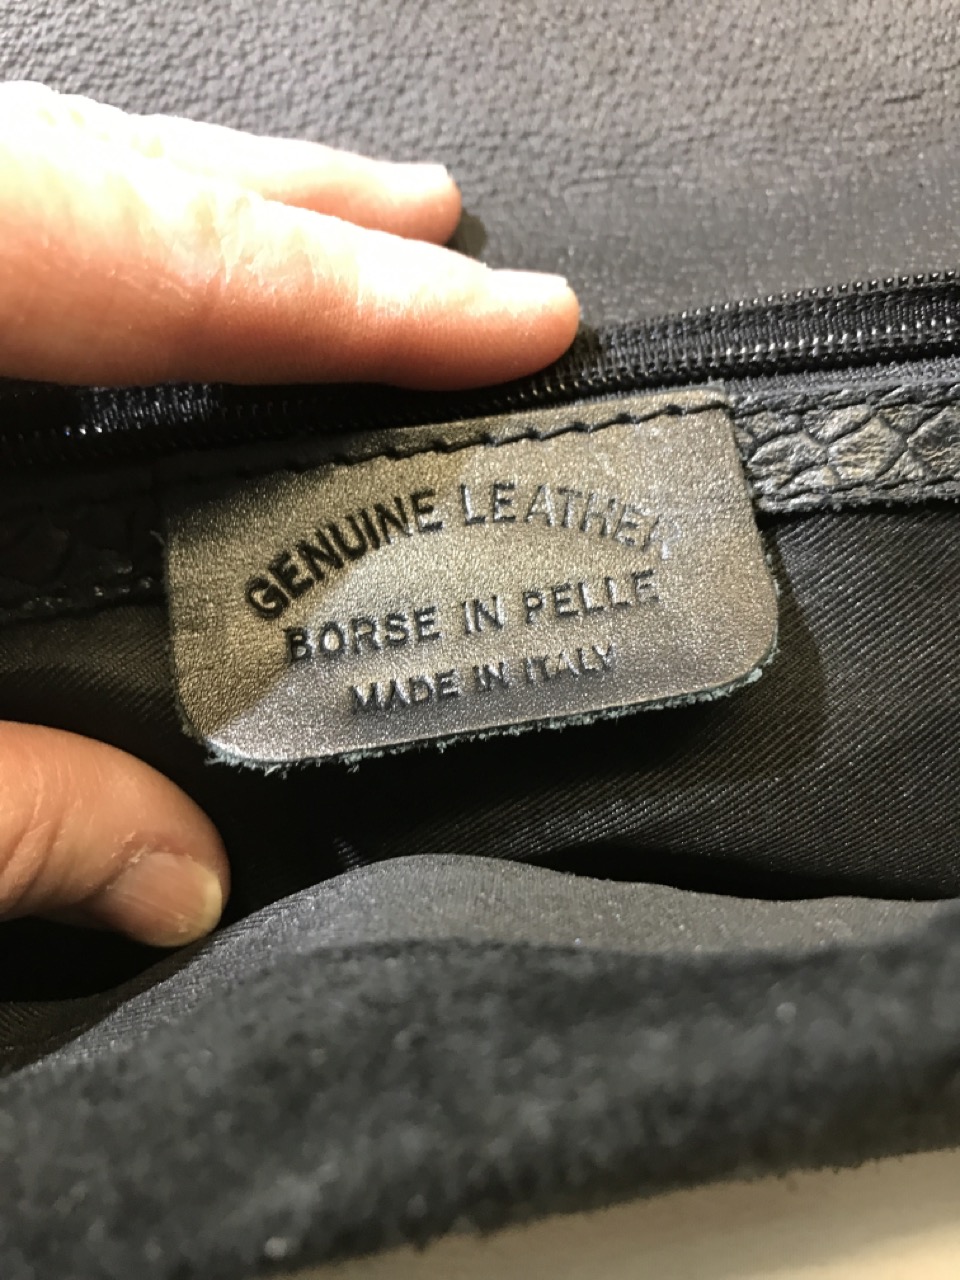 GENUINE LEATHER
BORSE IN PELLE
MADE IN ITALY